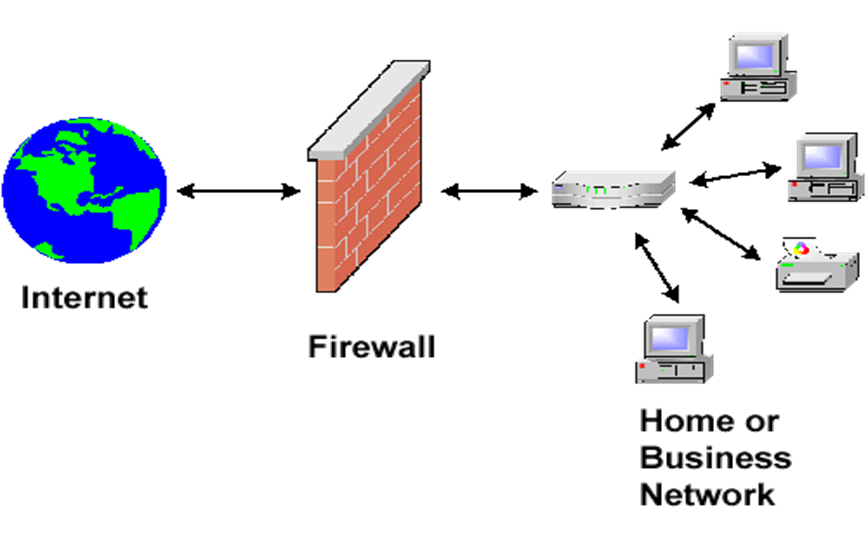 Internet
Firewall
Home or
Business
Network